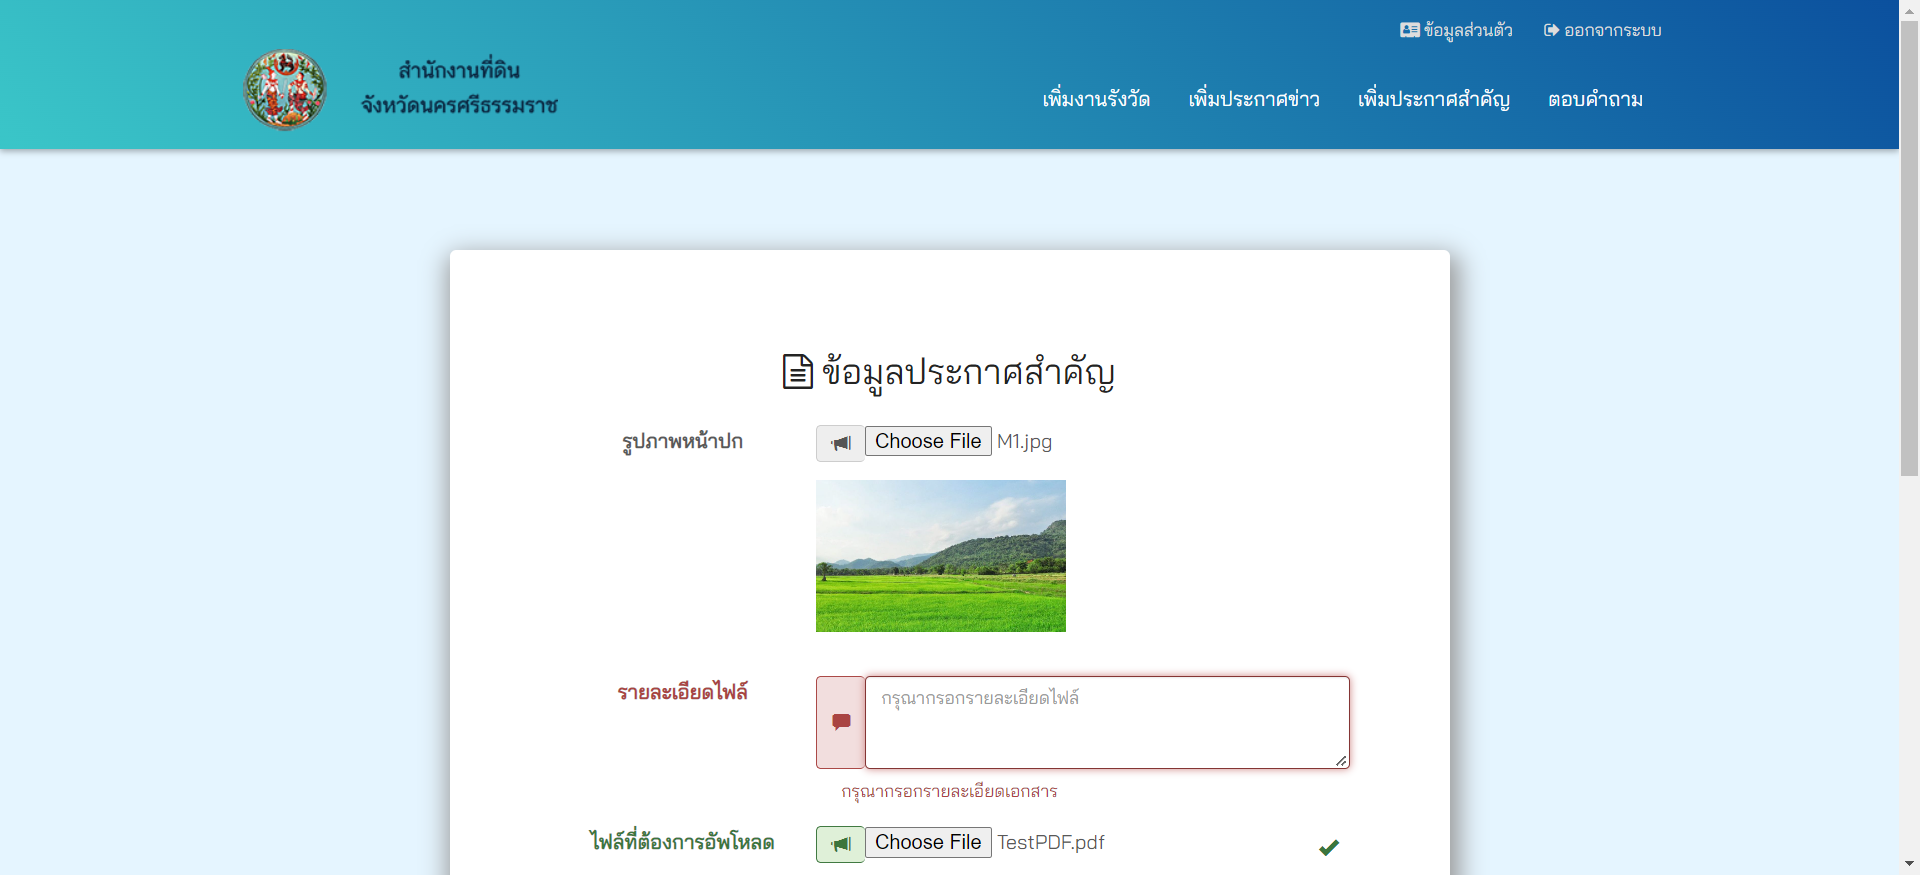 ข้อมูลส่วนตัว
ออกจากระบบ
สำนักงานที่ดิน
จังหวัดนครศรีธรรมราช
เพิ่มงานรังวัด
เพิ่มประกาศข่าว
เพิ่มประกาศสำคัญ
ตอบคำถาม
ข้อมูลประกาศสำคัญ
รูปภาพหน้าปก
Choose File M1.jpg
รายละเอียดไฟล์
กรุณากรอกรายละเอียดไฟล์
กรุณากรอกรายละเอียดเอกสาร
ไฟล์ที่ต้องการอัพโหลด
Choose File TestPDF.pdf